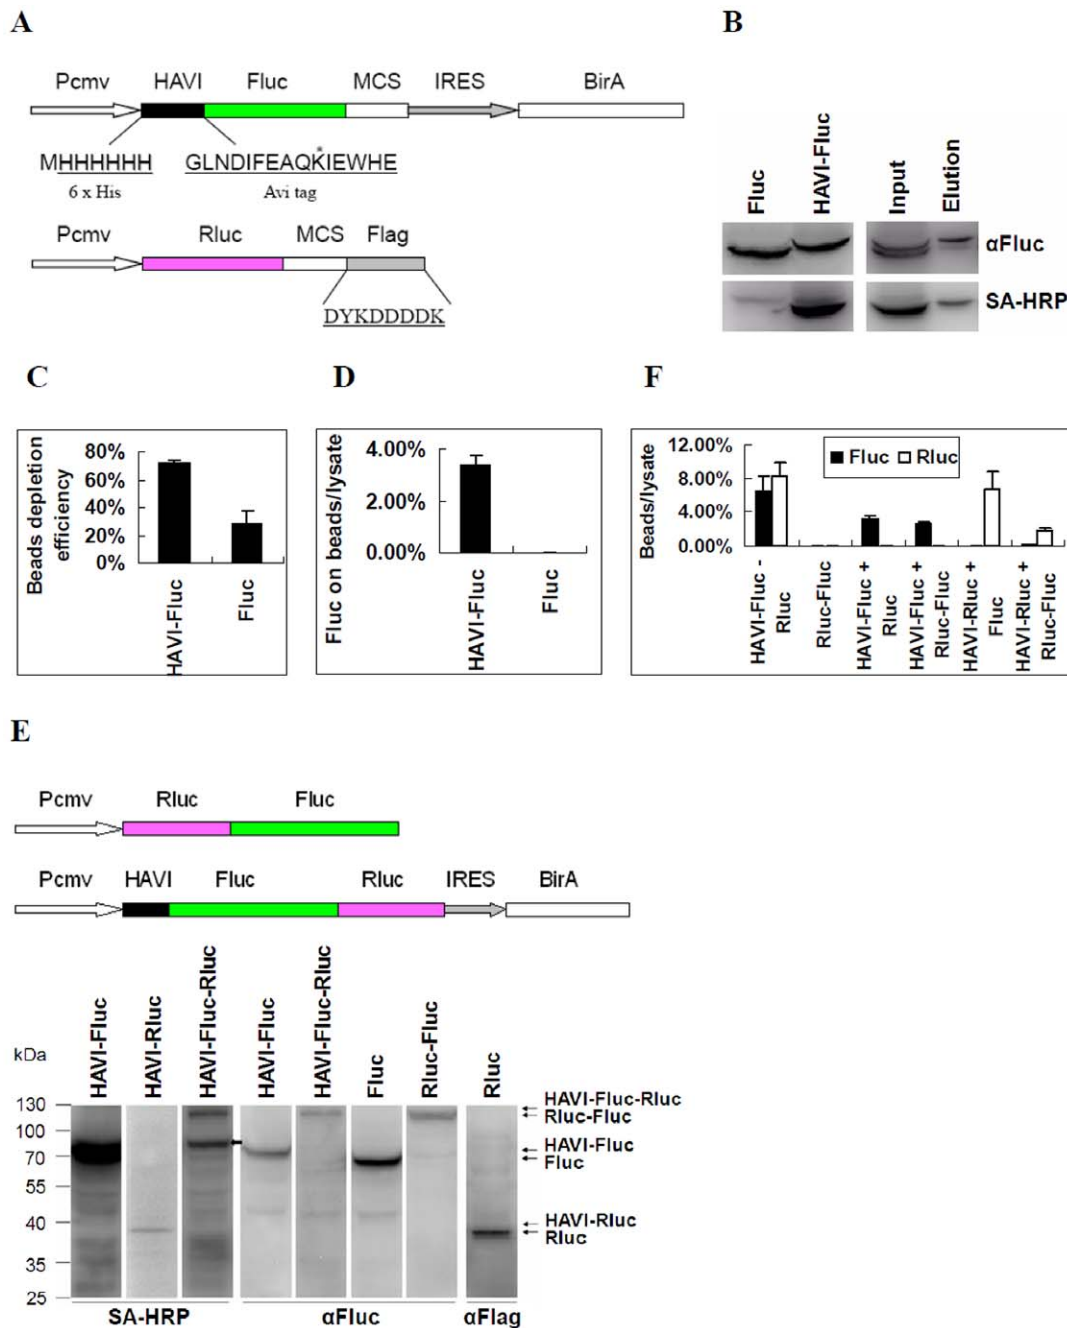 A
Pcmv HAVI Fluc MCS IRES BirA
MHHHHHH GLNDIFEAQKIEWHE
*
6 x His Avi tag
Pcmv Rluc MCS Flag
DYKDDDDK
B
Fluc
HAVI-Fluc
Input
Elution
αFluc
SA-HRP
C
Beads depletion
efficiency
80%
60%
40%
20%
0%
HAVI-Fluc
Fluc
D
Fluc on beads/lysate
4.00%
2.00%
0.00%
HAVI-Fluc
Fluc
F
Beads/lysate
12.00%
8.00%
4.00%
0.00%
Fluc Rluc
HAVI-Fluc -
Rluc
Rluc-Fluc
HAVI-Fluc +
Rluc
HAVI-Fluc +
Rluc-Fluc
HAVI-Rluc +
Fluc
HAVI-Rluc +
Rluc-Fluc
E
Pcmv Rluc Fluc
Pcmv HAVI Fluc Rluc IRES BirA
HAVI-Fluc
HAVI-Rluc
HAVI-Fluc-Rluc
HAVI-Fluc
HAVI-Fluc-Rluc
Fluc
Rluc-Fluc
Rluc
kDa
130
100
70
55
40
35
25
HAVI-Fluc-Rluc
Rluc-Fluc
HAVI-Fluc
Fluc
HAVI-Rluc
Rluc
SA-HRP αFluc αFlag